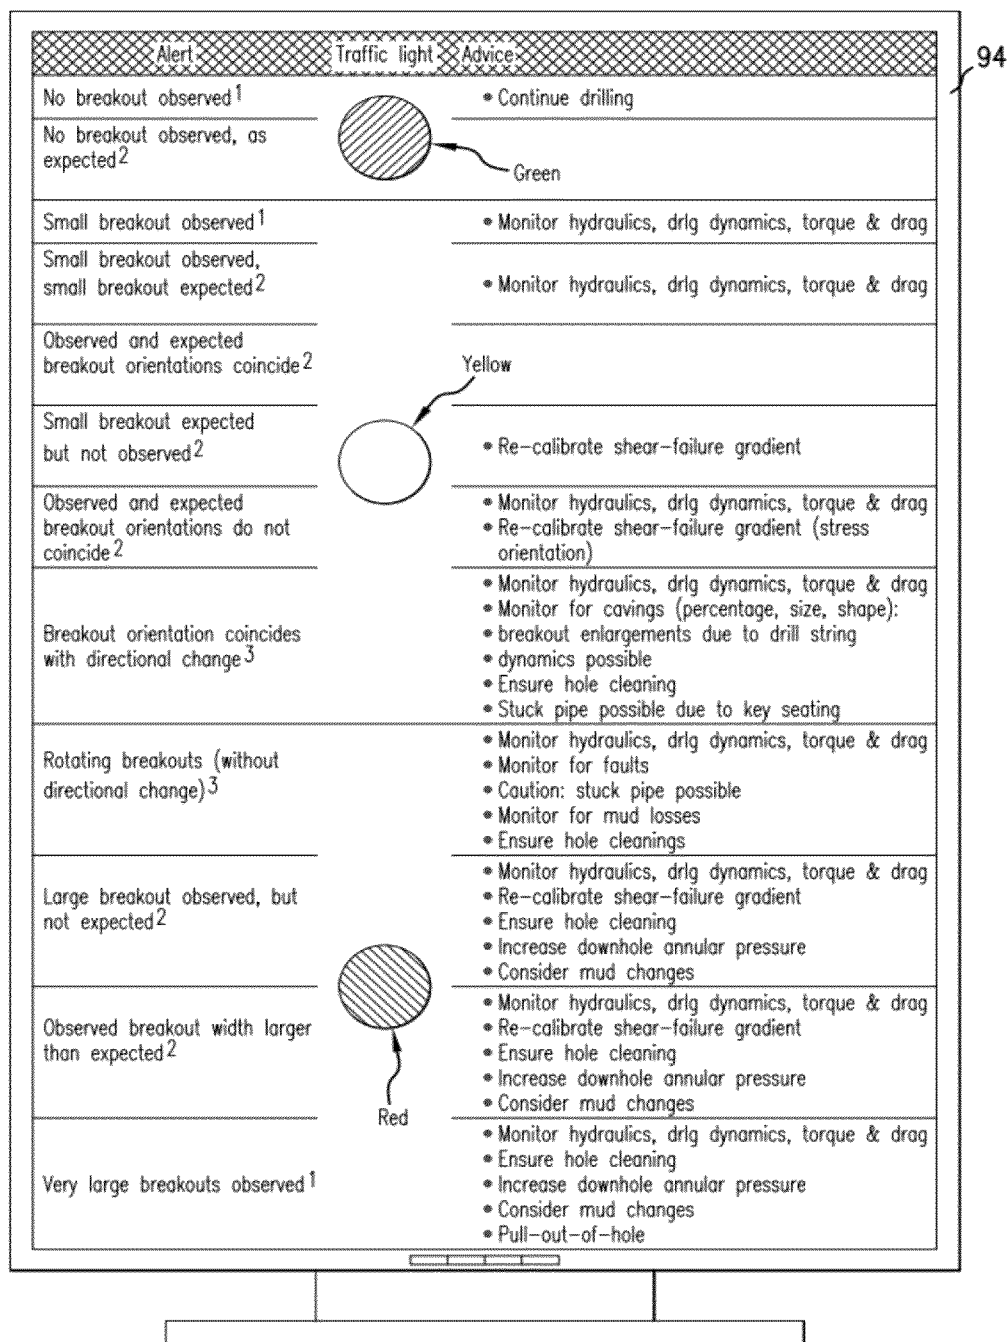 Alert Traffic light Advice
94
No breakout observed1 • Continue drilling
No breakout observed, as
expected2
Green
Small breakout observed1 • Monitor hydraulics, drlg dynamics, torque & drag
Small breakout observed,
small breakout expected2 • Monitor hydraulics, drlg dynamics, torque & drag
Observed and expected
breakout orientations coincide2
Yellow
Small breakout expected
but not observed2 • Re-calibrate shear-failure gradient
Observed and expected
breakout orientations do not
coincide2
• Monitor hydraulics, drlg dynamics, torque & drag
• Re-calibrate shear-failure gradient (stress
orientation)
Breakout orientation coincides
with directional change3
• Monitor hydraulics, drlg dynamics, torque & drag
• Monitor for cavings (percentage, size, shape):
• breakout enlargements due to drill string
• dynamics possible
• Ensure hole cleaning
• Stuck pipe possible due to key seating
Rotating breakouts (without
directional change)3
• Monitor hydraulics, drlg dynamics, torque & drag
• Monitor for faults
• Caution: stuck pipe possible
• Monitor for mud losses
• Ensure hole cleanings
Large breakout observed, but
not expected2
• Monitor hydraulics, drlg dynamics, torque & drag
• Re-calibrate shear-failure gradient
• Ensure hole cleaning
• Increase downhole annular pressure
• Consider mud changes
Observed breakout width larger
than expected2
• Monitor hydraulics, drlg dynamics, torque & drag
• Re-calibrate shear-failure gradient
• Ensure hole cleaning
• Increase downhole annular pressure
• Consider mud changes
Red
Very large breakouts observed1
• Monitor hydraulics, drlg dynamics, torque & drag
• Ensure hole cleaning
• Increase downhole annular pressure
• Consider mud changes
• Pull-out-of-hole